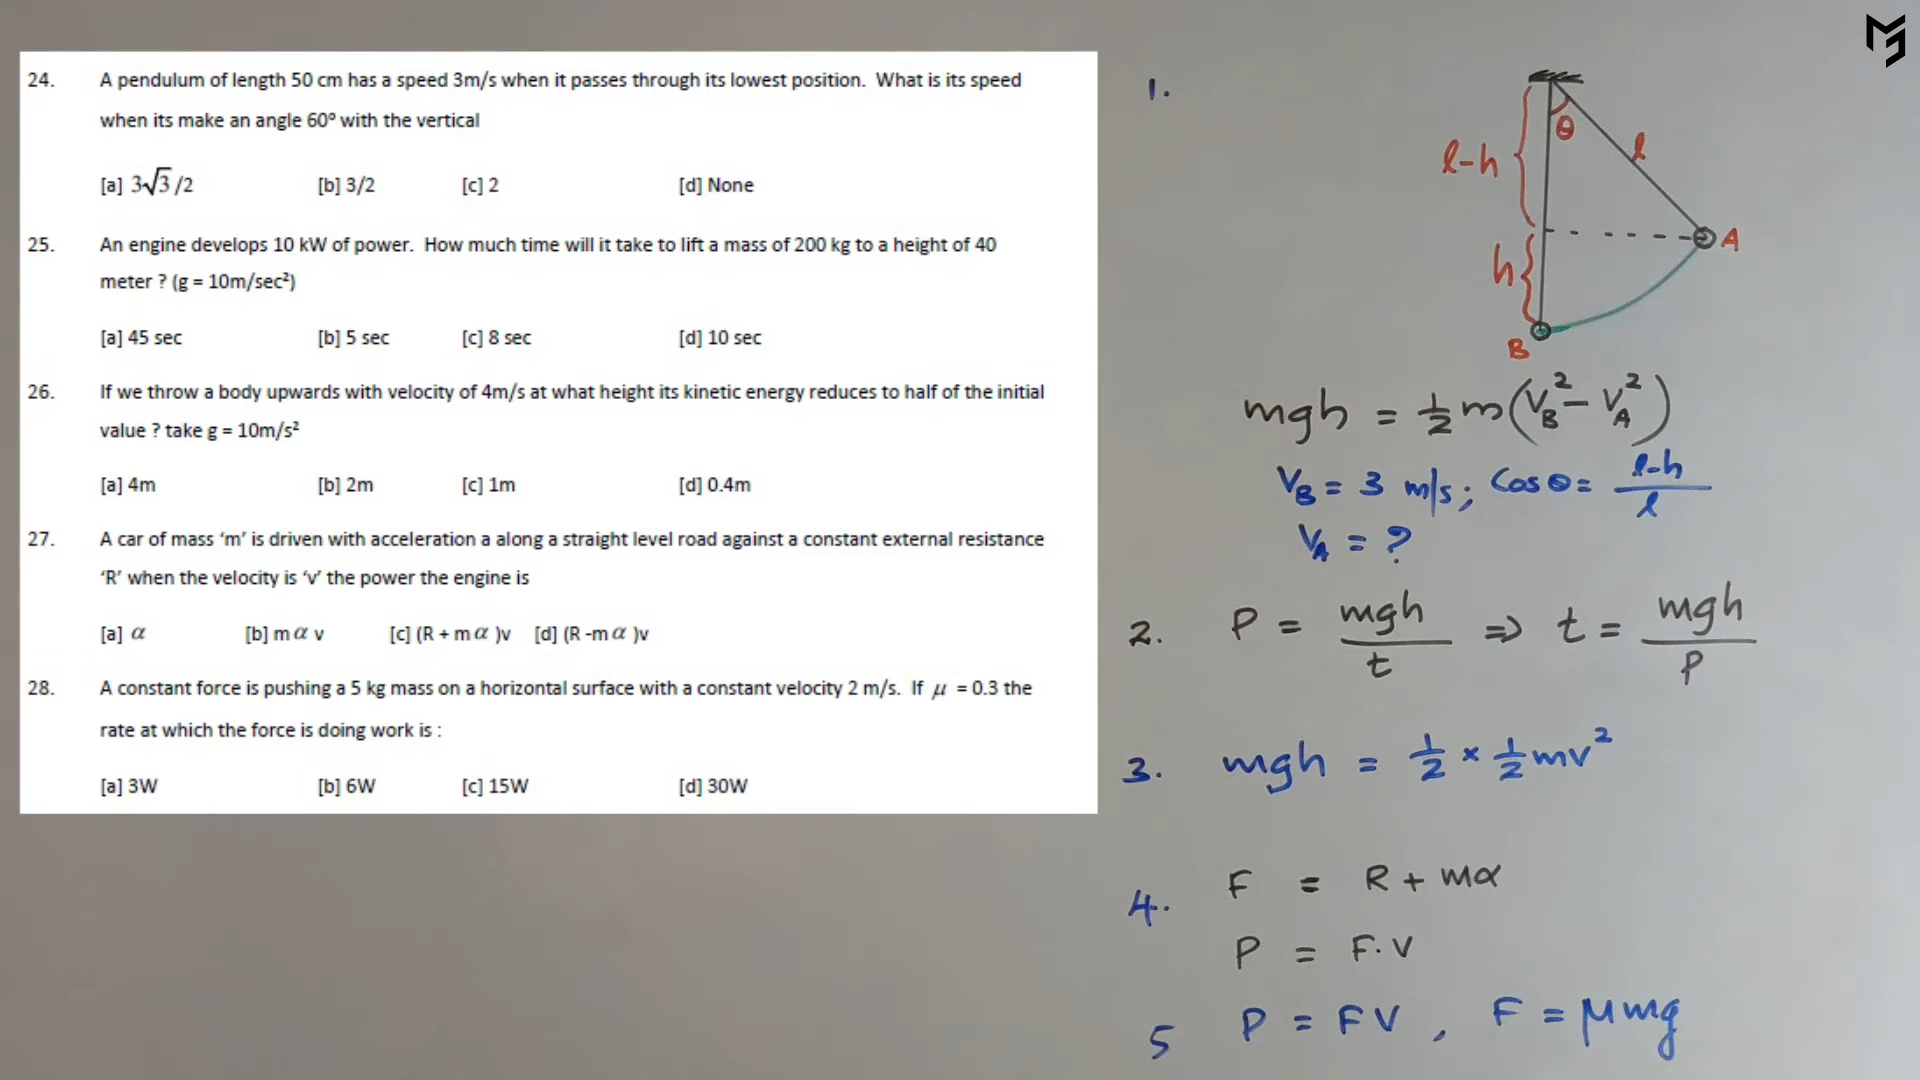 24. A pendulum of length 50 cm has a speed 3m/s when it passes through its lowest position. What is its speed
when its make an angle 60° with the vertical
[a] 3√3/2 [b] 3/2 [c] 2 [d] None
25. An engine develops 10 kW of power. How much time will it take to lift a mass of 200 kg to a height of 40
meter ? (g = 10m/sec²)
[a] 45 sec [b] 5 sec [c] 8 sec [d] 10 sec
26. If we throw a body upwards with velocity of 4m/s at what height its kinetic energy reduces to half of the initial
value ? take g = 10m/s²
[a] 4m [b] 2m [c] 1m [d] 0.4m
27. A car of mass ‘m’ is driven with acceleration a along a straight level road against a constant external resistance
‘R’ when the velocity is ‘v’ the power the engine is
[a] α [b] m α v [c] (R + m α )v [d] (R -m α )v
28. A constant force is pushing a 5 kg mass on a horizontal surface with a constant velocity 2 m/s. If μ = 0.3 the
rate at which the force is doing work is :
[a] 3W [b] 6W [c] 15W [d] 30W
1.
θ
l-h
l
A
h
B
mgh = 1/2 m(V_B² - V_A²)
V_B = 3 m/s; Cos θ = l-h/l
V_A = ?
2. P = mgh/t ⇒ t = mgh/P
3. mgh = 1/2 × 1/2 mv²
4. F = R + mα
P = F.V
5 P = FV , F = μmg